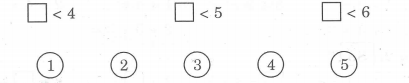 □ < 4 □ < 5 □ < 6
① ② ③ ④ ⑤